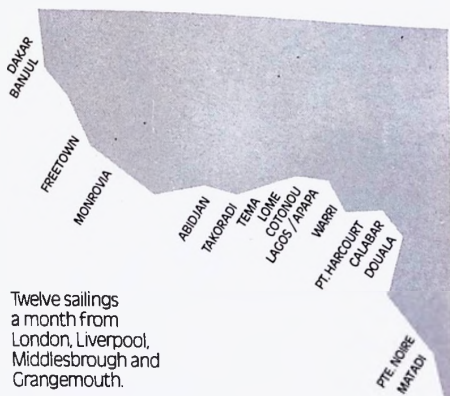 DAKAR
BANJUL
FREETOWN
MONROVIA
ABIDJAN
TAKORADI
TEMA
LOME
COTONOU
LAGOS/APAPA
WARRI
PT. HARCOURT
CALABAR
DOUALA
PTE. NOIRE
MATADI
Twelve sailings
a month from
London, Liverpool,
Middlesbrough and
Grangemouth.